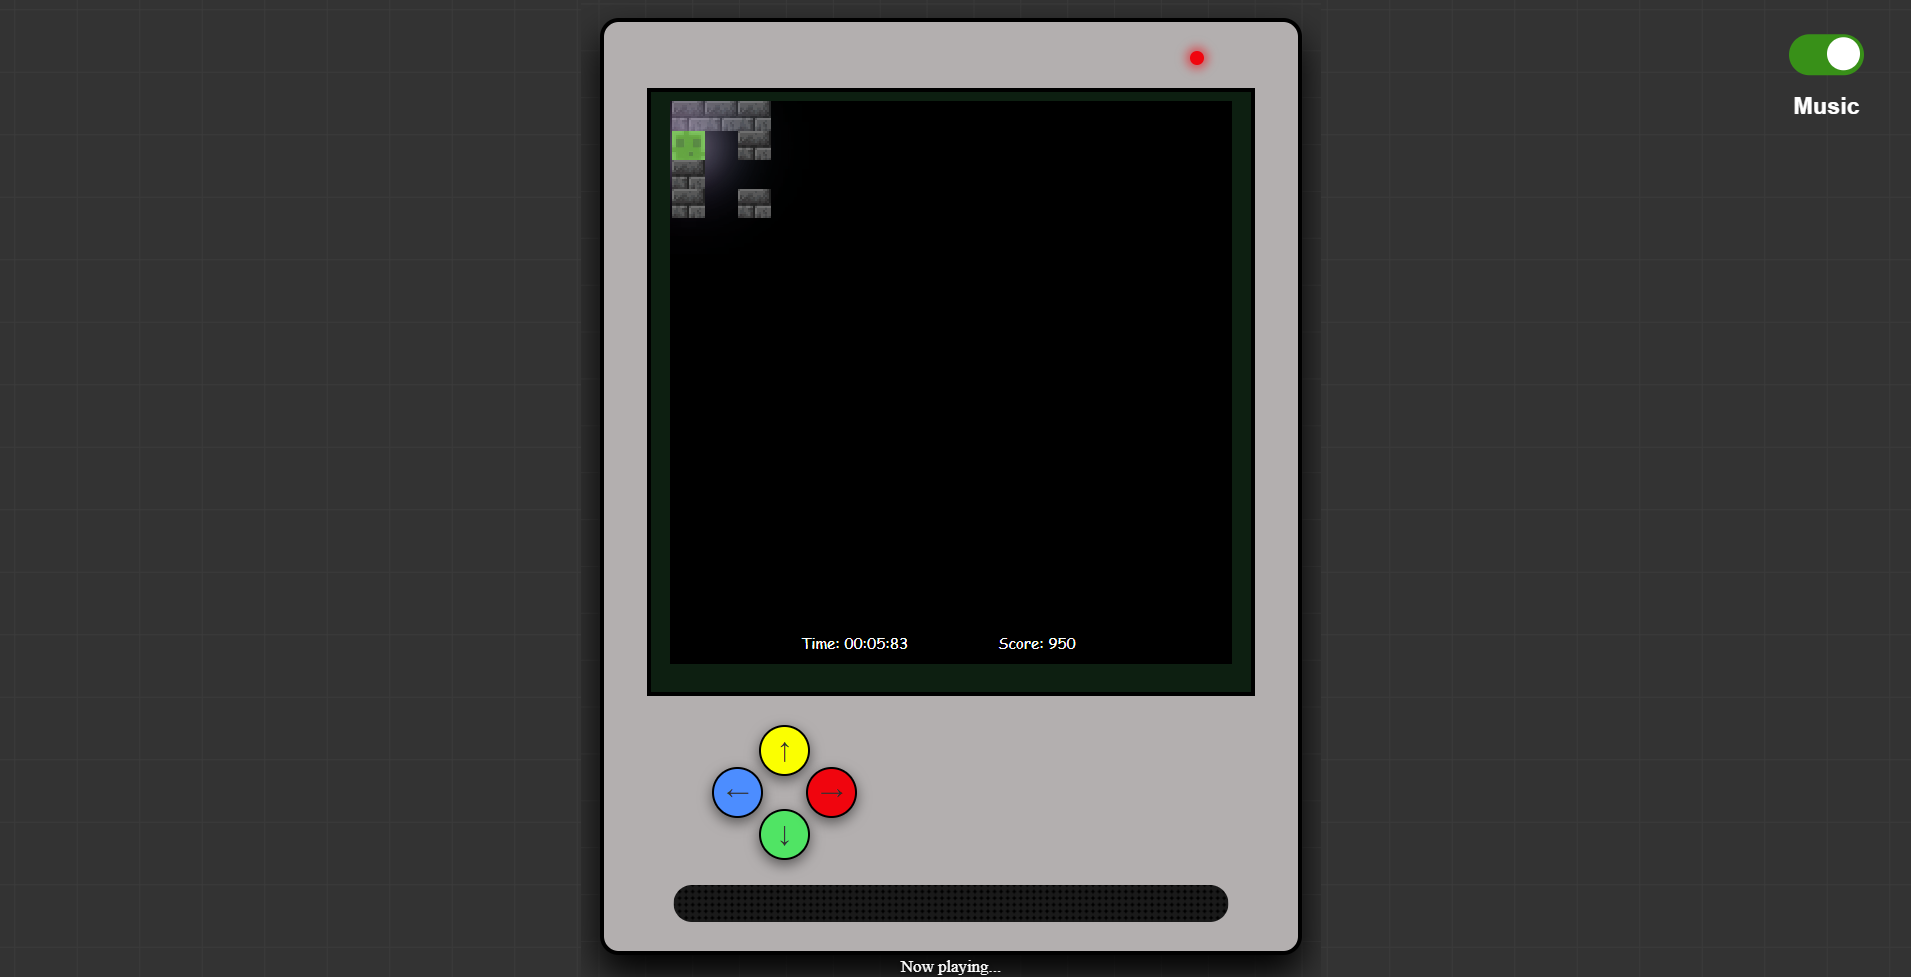 Music
Time: 00:05:83 Score: 950
↑
← →
↓
Now playing...